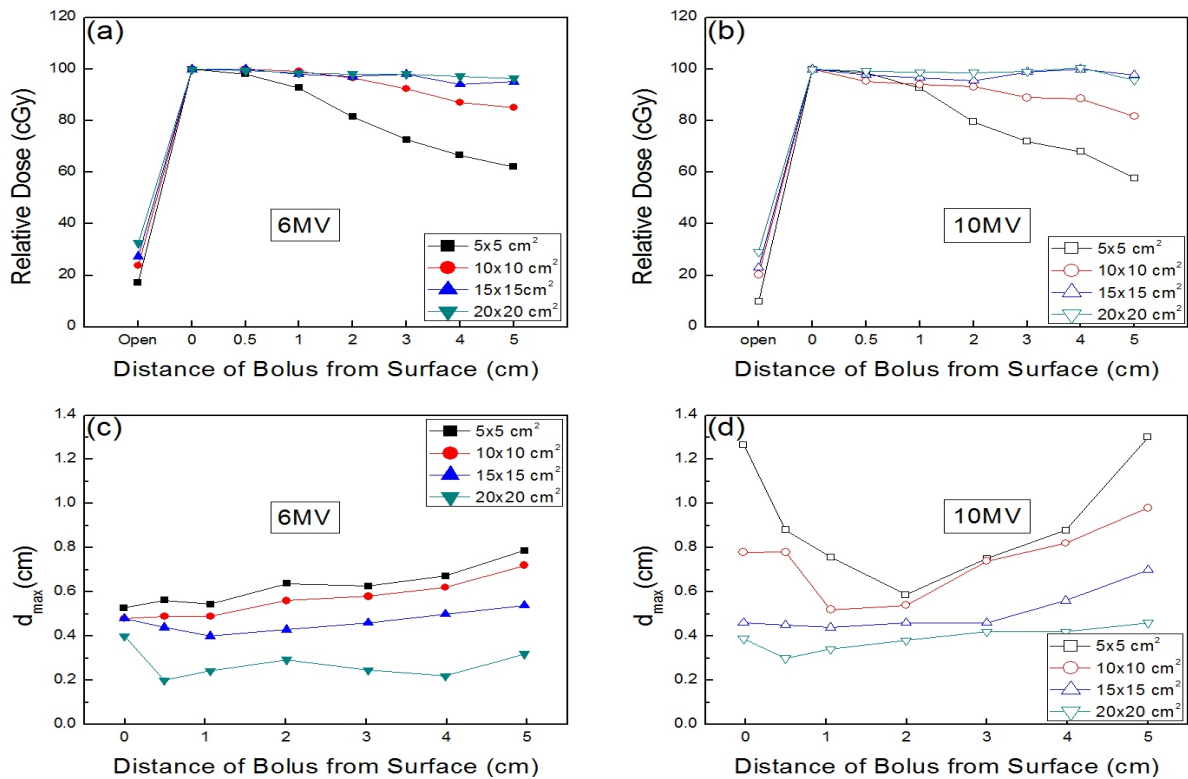 (a)
120
100
80
60
40
20
0
Relative Dose (cGy)
6MV
5x5 cm²
10x10 cm²
15x15cm²
20x20 cm²
Open 0 0.5 1 2 3 4 5
Distance of Bolus from Surface (cm)
(b)
120
100
80
60
40
20
0
Relative Dose (cGy)
10MV
5x5 cm²
10x10 cm²
15x15 cm²
20x20 cm²
open 0 0.5 1 2 3 4 5
Distance of Bolus from Surface (cm)
(c)
1.4
1.2
1.0
0.8
0.6
0.4
0.2
0.0
d_max(cm)
6MV
5x5 cm²
10x10 cm²
15x15 cm²
20x20 cm²
0 1 2 3 4 5
Distance of Bolus from Surface (cm)
(d)
1.4
1.2
1.0
0.8
0.6
0.4
0.2
0.0
d_max(cm)
10MV
5x5 cm²
10x10 cm²
15x15 cm²
20x20 cm²
0 1 2 3 4 5
Distance of Bolus from Surface (cm)